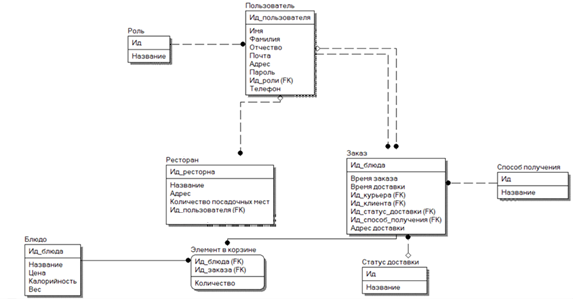 Пользователь
Ид_пользователя
Имя
Фамилия
Отчество
Почта
Адрес
Пароль
Ид_роли (FK)
Телефон
Роль
Ид
Название
Ресторан
Ид_ресторна
Название
Адрес
Количество посадочных мест
Ид_пользователя (FK)
Заказ
Ид_блюда
Время заказа
Время доставки
Ид_курьера (FK)
Ид_клиента (FK)
Ид_статус_доставки (FK)
Ид_способ_получения (FK)
Адрес доставки
Способ получения
Ид
Название
Блюдо
Ид_блюда
Название
Цена
Калорийность
Вес
Элемент в корзине
Ид_блюда (FK)
Ид_заказа (FK)
Количество
Статус доставки
Ид
Название